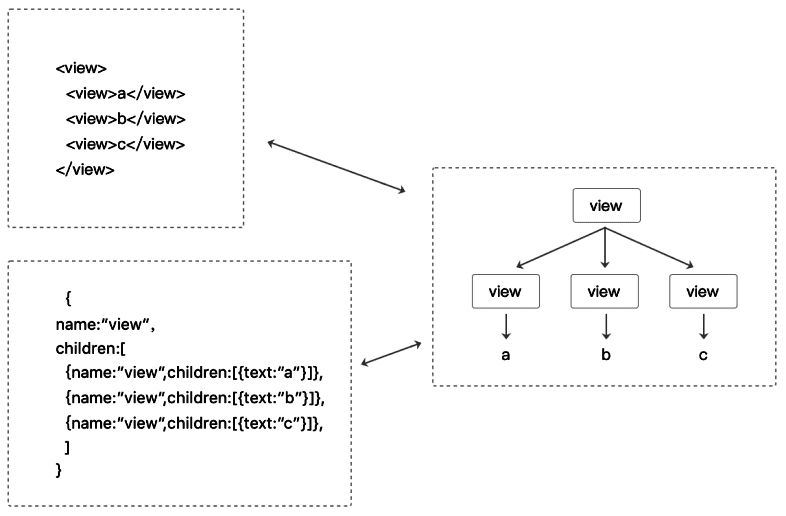 <view>
<view>a</view>
<view>b</view>
<view>c</view>
</view>
{
name:"view",
children:[
{name:"view",children:[{text:"a"}]},
{name:"view",children:[{text:"b"}]},
{name:"view",children:[{text:"c"}]},
]
}
view
view view view
a b c